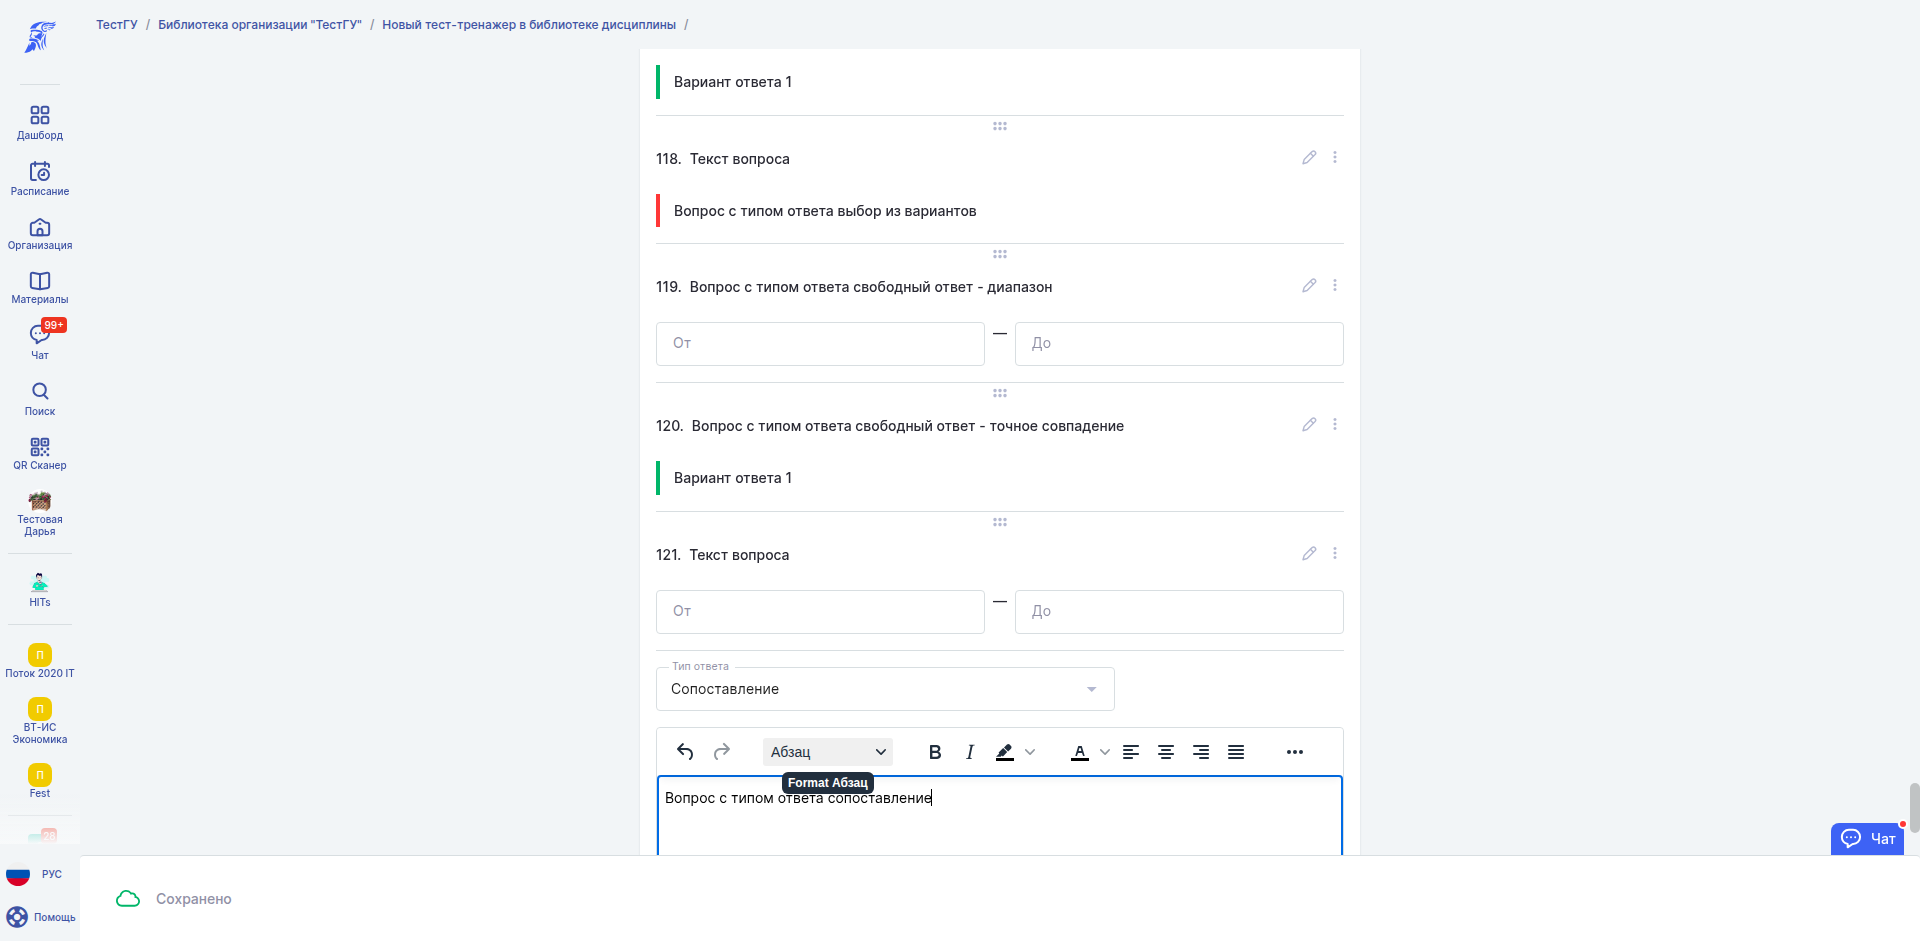 ТестГУ / Библиотека организации "ТестГУ" / Новый тест-тренажер в библиотеке дисциплины /
Дашборд
Расписание
Организация
Материалы
99+
Чат
Поиск
QR Сканер
Тестовая
Дарья
HITs
П
Поток 2020 IT
П
ВТ-ИС
Экономика
П
Fest
28
РУС
Помощь
Вариант ответа 1
118. Текст вопроса
Вопрос с типом ответа выбор из вариантов
119. Вопрос с типом ответа свободный ответ - диапазон
От — До
120. Вопрос с типом ответа свободный ответ - точное совпадение
Вариант ответа 1
121. Текст вопроса
От — До
Тип ответа
Сопоставление
Абзац
Format Абзац
Вопрос с типом ответа сопоставление
Чат
Сохранено